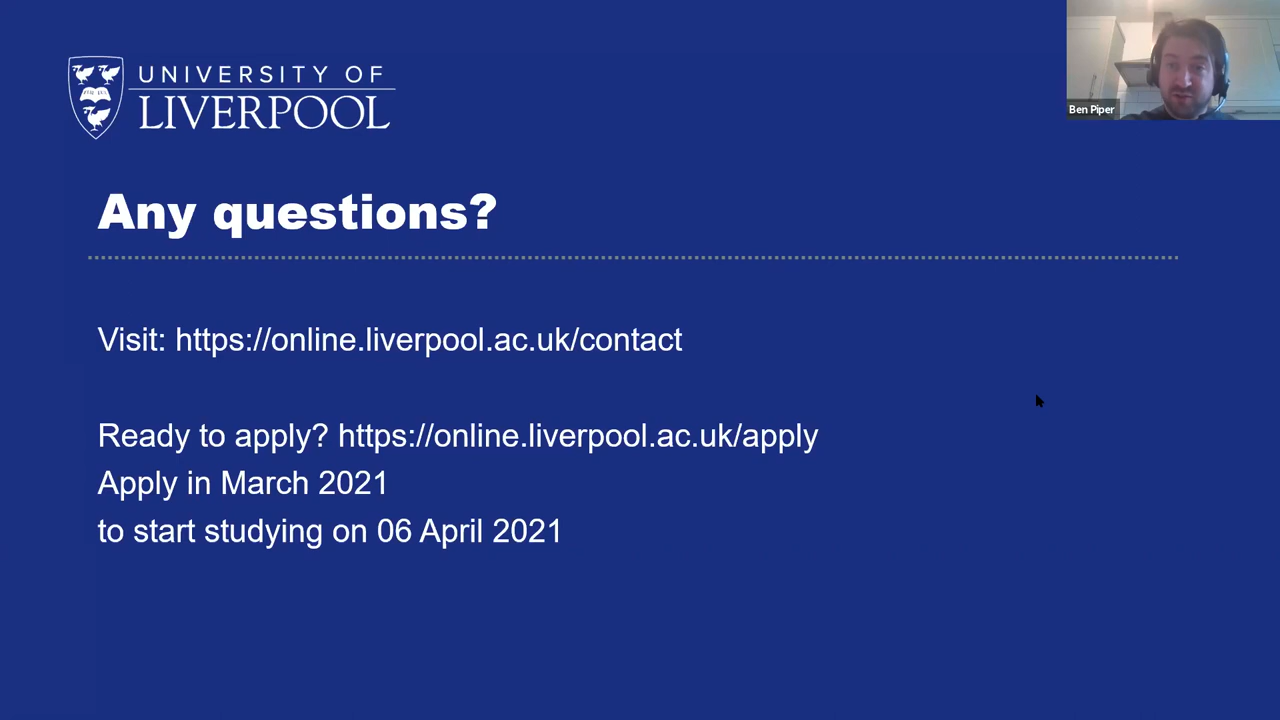 UNIVERSITY OF
LIVERPOOL
Ben Piper
Any questions?
Visit: https://online.liverpool.ac.uk/contact
Ready to apply? https://online.liverpool.ac.uk/apply
Apply in March 2021
to start studying on 06 April 2021